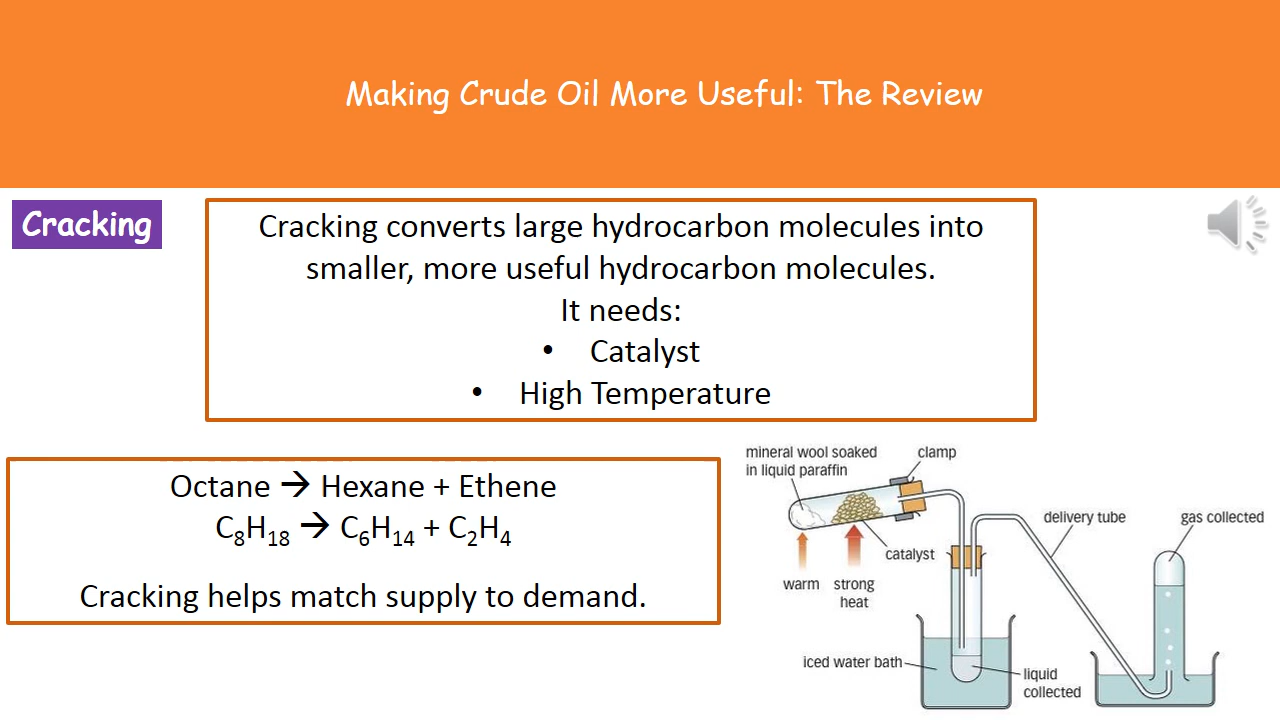 Making Crude Oil More Useful: The Review
Cracking
Cracking converts large hydrocarbon molecules into
smaller, more useful hydrocarbon molecules.
It needs:
• Catalyst
• High Temperature
Octane → Hexane + Ethene
C₈H₁₈ → C₆H₁₄ + C₂H₄
Cracking helps match supply to demand.
mineral wool soaked
in liquid paraffin
clamp
delivery tube
gas collected
catalyst
warm
strong
heat
iced water bath
liquid
collected